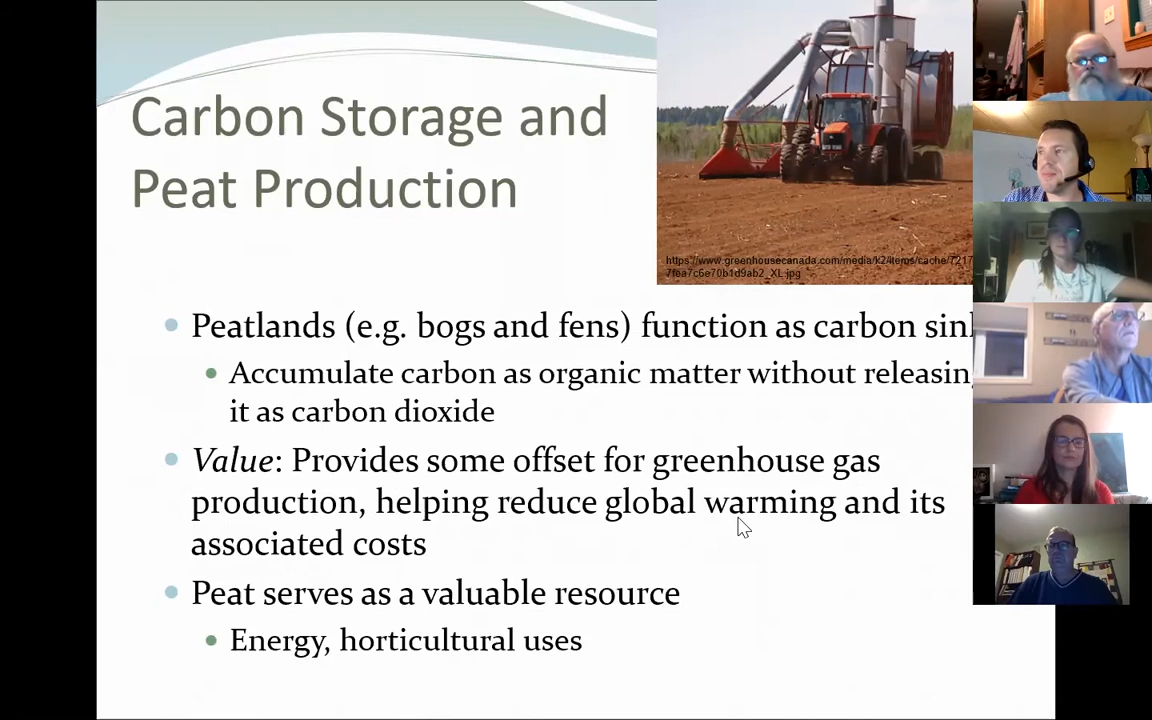 Carbon Storage and
Peat Production
https://www.greenhousecanada.com/media/k2/items/cache/7217
7fea7c6e70b1d9ab2_XL.jpg
Peatlands (e.g. bogs and fens) function as carbon sin
Accumulate carbon as organic matter without releasin
it as carbon dioxide
Value: Provides some offset for greenhouse gas
production, helping reduce global warming and its
associated costs
Peat serves as a valuable resource
Energy, horticultural uses